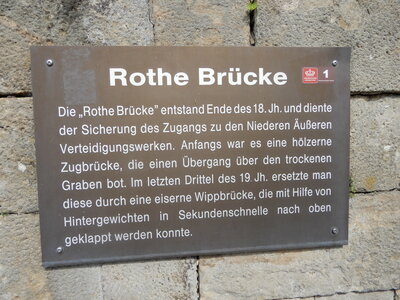 Rothe Brücke 1
Die „Rothe Brücke" entstand Ende des 18. Jh. und diente
der Sicherung des Zugangs zu den Niederen Äußeren
Verteidigungswerken. Anfangs war es eine hölzerne
Zugbrücke, die einen Übergang über den trockenen
Graben bot. Im letzten Drittel des 19. Jh. ersetzte man
diese durch eine eiserne Wippbrücke, die mit Hilfe von
Hintergewichten in Sekundenschnelle nach oben
geklappt werden konnte.